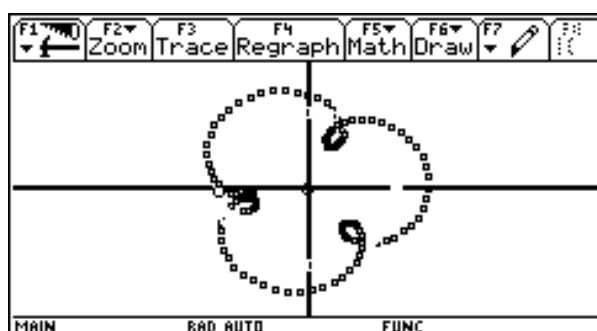 F1 F2 F3 F4 F5 F6 F7
Zoom Trace Regraph Math Draw
MAIN RAD AUTO FUNC